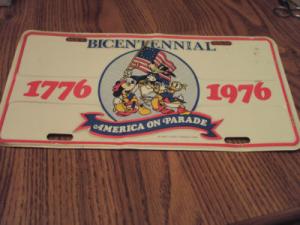 BICENTENNIAL
1776 1976
AMERICA ON PARADE